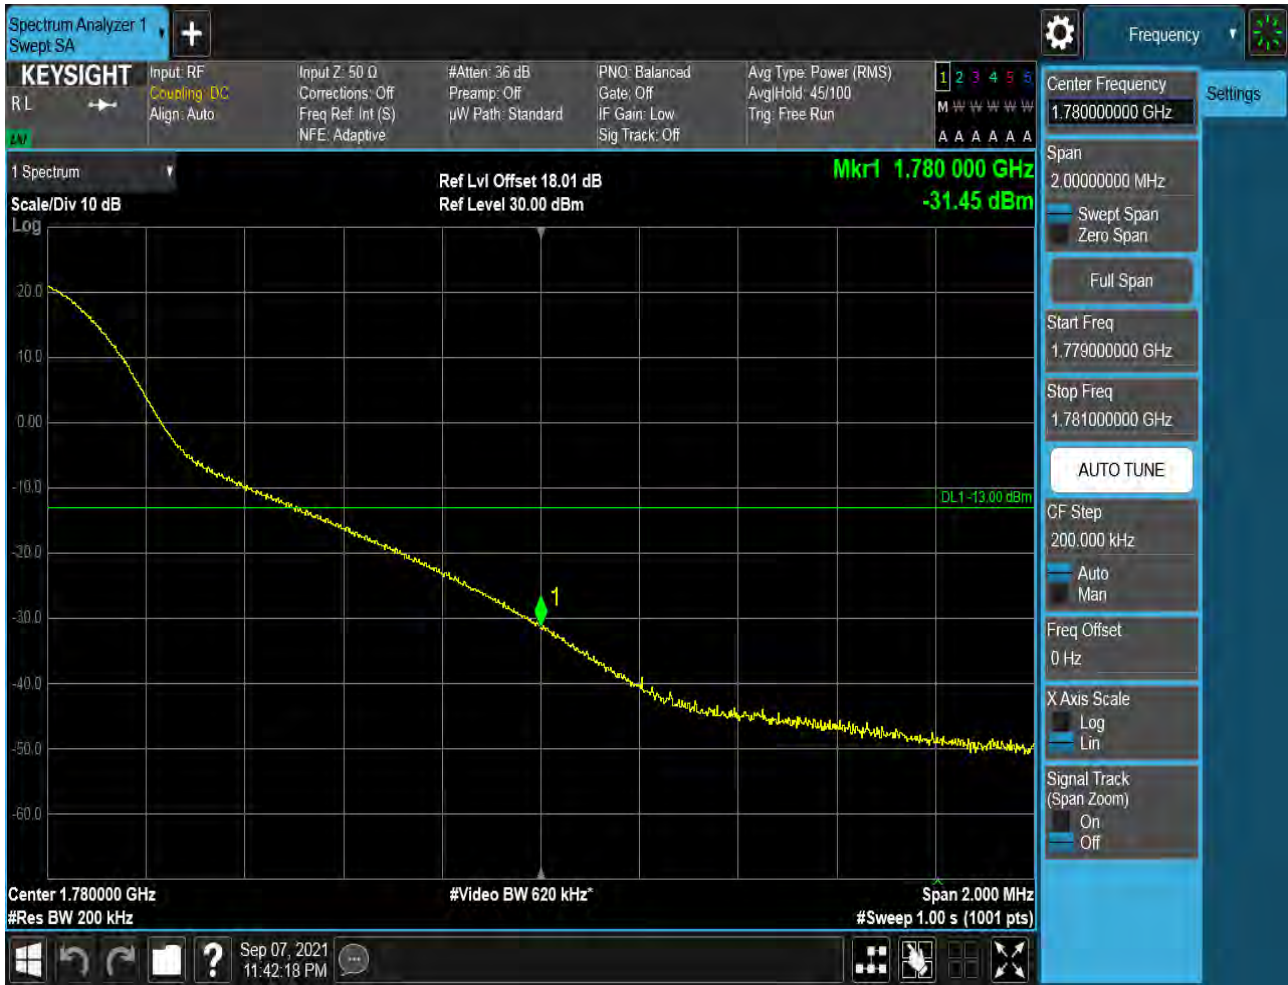 Spectrum Analyzer 1
Swept SA
Frequency
KEYSIGHT
R L
Input: RF
Coupling: DC
Align: Auto
Input Z: 50 Ω
Corrections: Off
Freq Ref: Int (S)
NFE: Adaptive
#Atten: 36 dB
Preamp: Off
µW Path: Standard
PNO: Balanced
Gate: Off
IF Gain: Low
Sig Track: Off
Avg Type: Power (RMS)
Avg|Hold: 45/100
Trig: Free Run
1 2 3 4 5 6
M W W W W W
A A A A A A
1 Spectrum
Scale/Div 10 dB
Log
Ref Lvl Offset 18.01 dB
Ref Level 30.00 dBm
Mkr1 1.780 000 GHz
-31.45 dBm
20.0
10.0
0.00
-10.0
DL1 -13.00 dBm
-20.0
1
-30.0
-40.0
-50.0
-60.0
Center 1.780000 GHz
#Video BW 620 kHz*
Span 2.000 MHz
#Res BW 200 kHz
#Sweep 1.00 s (1001 pts)
Sep 07, 2021
11:42:18 PM
Center Frequency
1.780000000 GHz
Settings
Span
2.00000000 MHz
Swept Span
Zero Span
Full Span
Start Freq
1.779000000 GHz
Stop Freq
1.781000000 GHz
AUTO TUNE
CF Step
200.000 kHz
Auto
Man
Freq Offset
0 Hz
X Axis Scale
Log
Lin
Signal Track
(Span Zoom)
On
Off